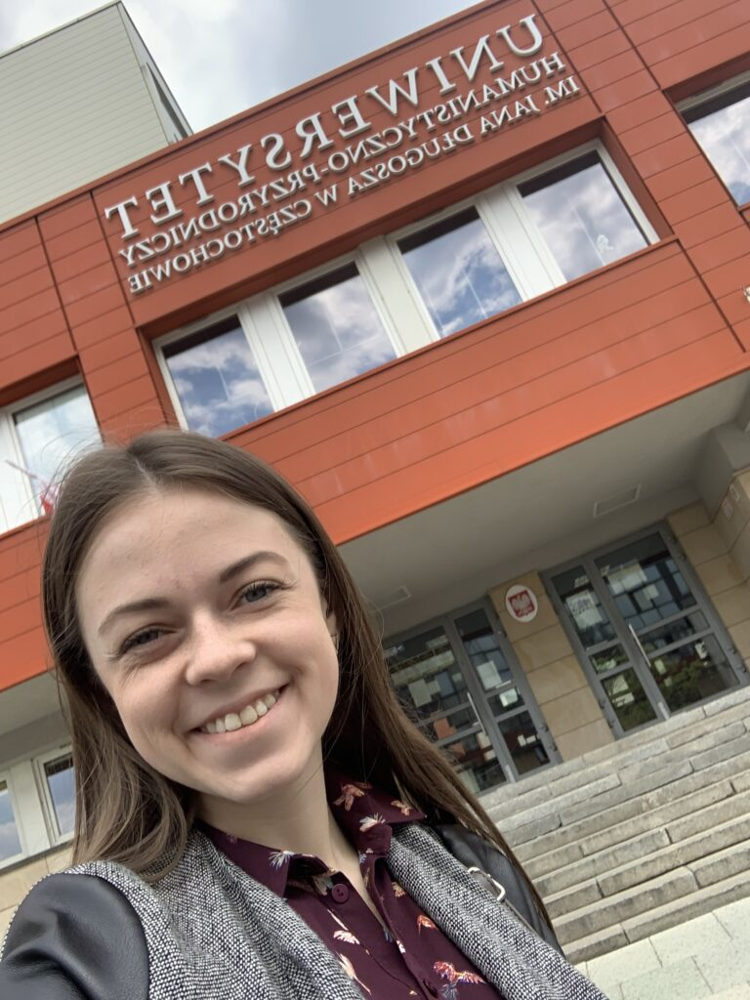 UNIWERSYTET
HUMANISTYCZNO-PRZYRODNICZY
IM. JANA DŁUGOSZA W CZĘSTOCHOWIE